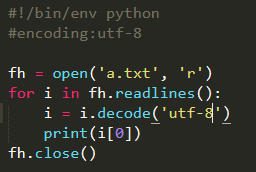 #!/bin/env python
#encoding:utf-8

fh = open('a.txt', 'r')
for i in fh.readlines():
    i = i.decode('utf-8')
    print(i[0])
fh.close()